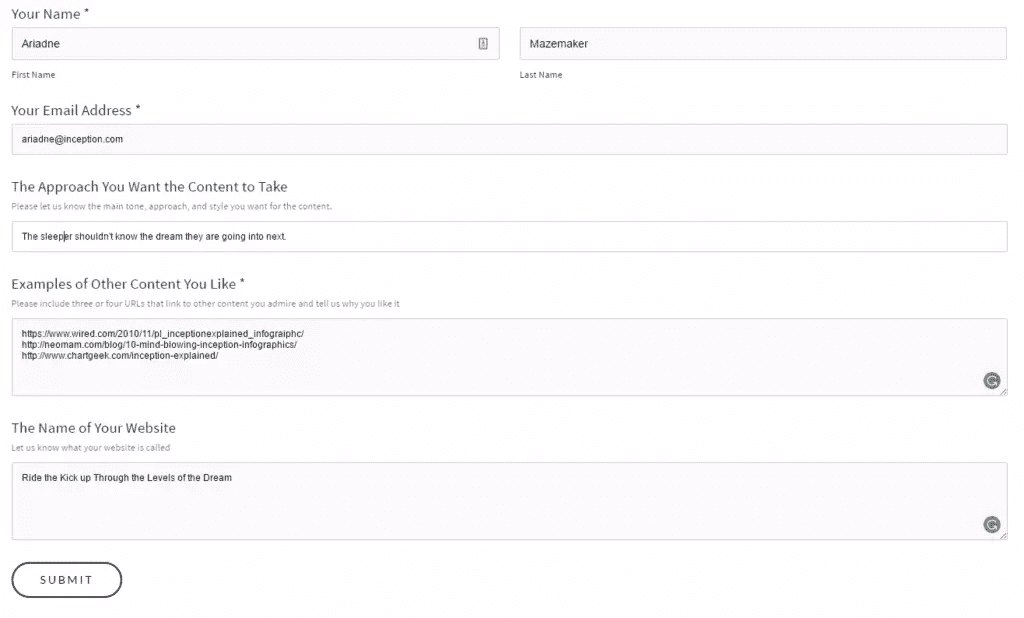 Your Name *
Ariadne
Mazemaker
First Name
Last Name
Your Email Address *
ariadne@inception.com
The Approach You Want the Content to Take
Please let us know the main tone, approach, and style you want for the content.
The sleeper shouldn't know the dream they are going into next.
Examples of Other Content You Like *
Please include three or four URLs that link to other content you admire and tell us why you like it
https://www.wired.com/2010/11/pl_inceptionexplained_infograiphc/
http://neomam.com/blog/10-mind-blowing-inception-infographics/
http://www.chartgeek.com/inception-explained/
The Name of Your Website
Let us know what your website is called
Ride the Kick up Through the Levels of the Dream
SUBMIT